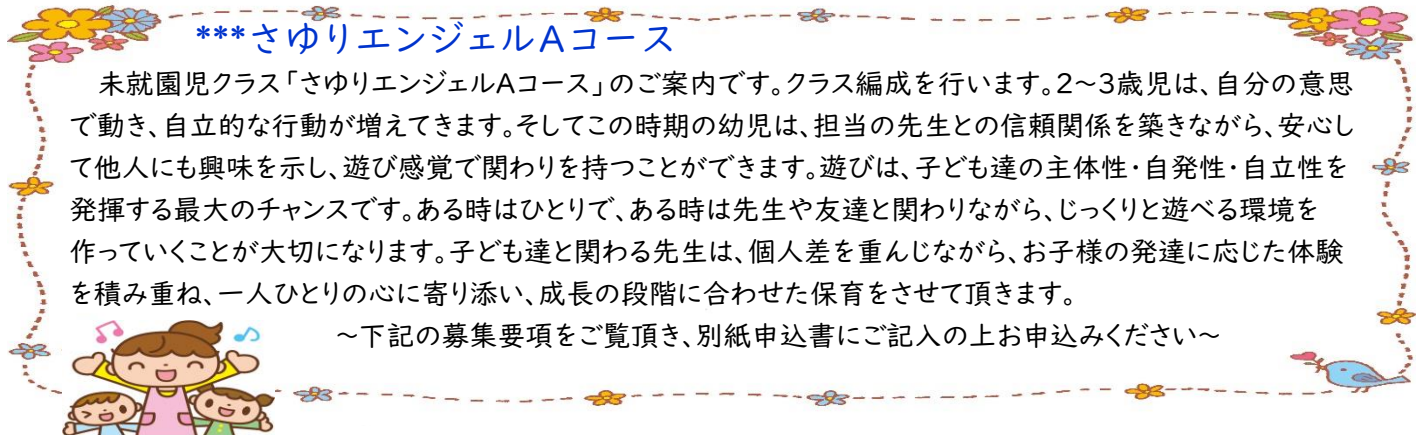 ***さゆりエンジェルAコース
未就園児クラス「さゆりエンジェルAコース」のご案内です。クラス編成を行います。2~3歳児は、自分の意思
で動き、自立的な行動が増えてきます。そしてこの時期の幼児は、担当の先生との信頼関係を築きながら、安心し
て他人にも興味を示し、遊び感覚で関わりを持つことができます。遊びは、子ども達の主体性・自発性・自立性を
発揮する最大のチャンスです。ある時はひとりで、ある時は先生や友達と関わりながら、じっくりと遊べる環境を
作っていくことが大切になります。子ども達と関わる先生は、個人差を重んじながら、お子様の発達に応じた体験
を積み重ね、一人ひとりの心に寄り添い、成長の段階に合わせた保育をさせて頂きます。
~下記の募集要項をご覧頂き、別紙申込書にご記入の上お申込みください~